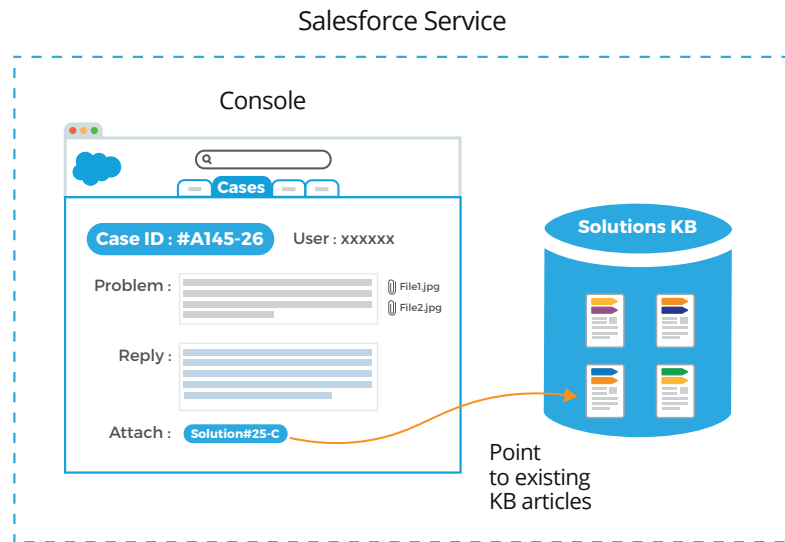 Salesforce Service
Console
Cases
Case ID : #A145-26
User : xxxxxx
Problem :
File1.jpg
File2.jpg
Reply :
Attach :
Solution#25-C
Solutions KB
Point
to existing
KB articles